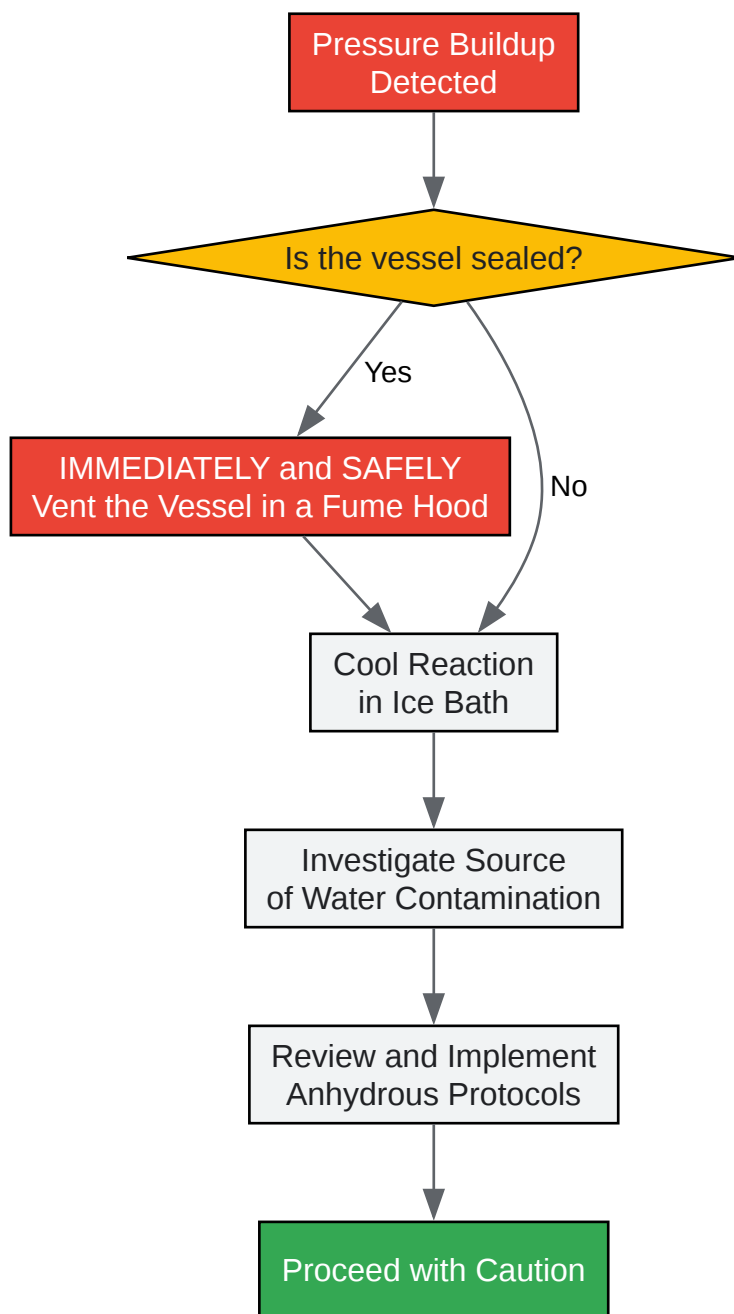 Pressure Buildup
Detected
Is the vessel sealed?
Yes
IMMEDIATELY and SAFELY
Vent the Vessel in a Fume Hood
No
Cool Reaction
in Ice Bath
Investigate Source
of Water Contamination
Review and Implement
Anhydrous Protocols
Proceed with Caution